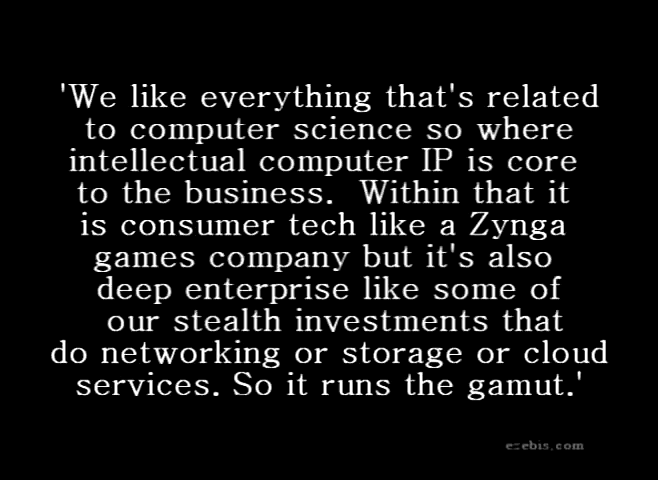 'We like everything that's related
to computer science so where
intellectual computer IP is core
to the business.  Within that it
is consumer tech like a Zynga
games company but it's also
deep enterprise like some of
our stealth investments that
do networking or storage or cloud
services. So it runs the gamut.'